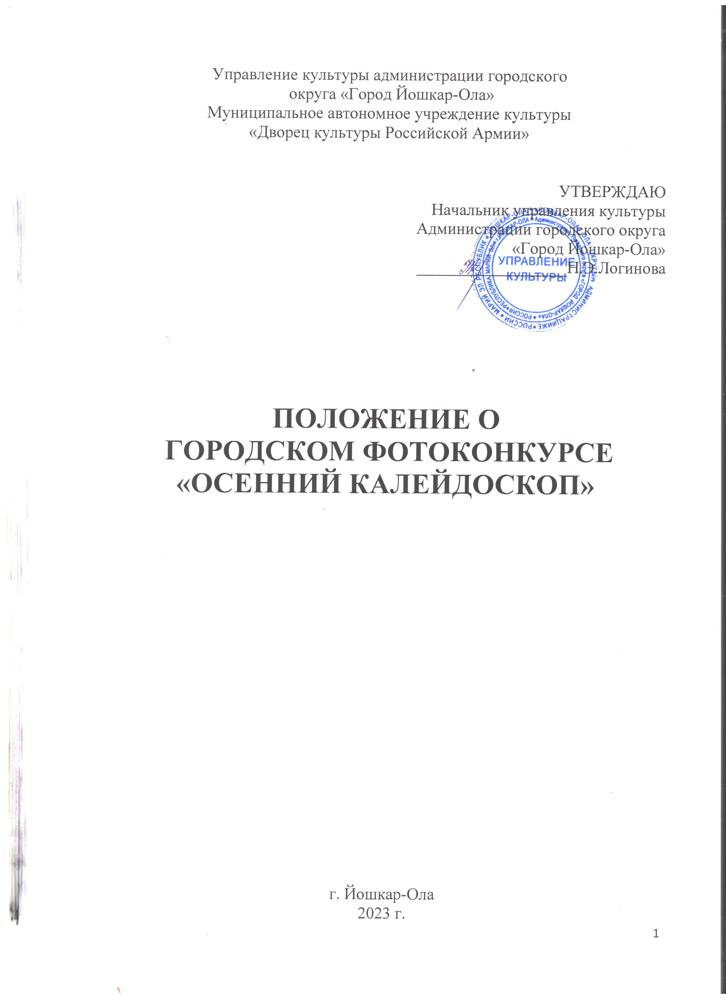 Управление культуры администрации городского
округа «Город Йошкар-Ола»
Муниципальное автономное учреждение культуры
«Дворец культуры Российской Армии»
УТВЕРЖДАЮ
Начальник управления культуры
Администрации городского округа
«Город Йошкар-Ола»
Н.Э.Логинова
УПРАВЛЕНИЕ
КУЛЬТУРЫ
ПОЛОЖЕНИЕ О
ГОРОДСКОМ ФОТОКОНКУРСЕ
«ОСЕННИЙ КАЛЕЙДОСКОП»
г. Йошкар-Ола
2023 г.
1